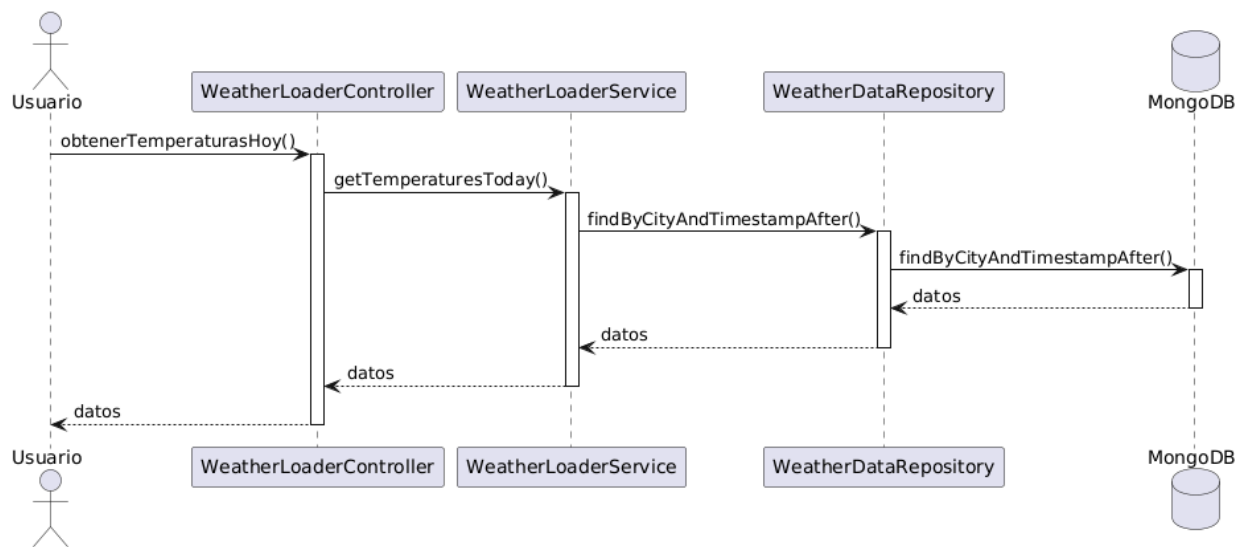 Usuario
WeatherLoaderController
WeatherLoaderService
WeatherDataRepository
MongoDB
obtenerTemperaturasHoy()
getTemperaturesToday()
findByCityAndTimestampAfter()
findByCityAndTimestampAfter()
datos
datos
datos
datos
Usuario
WeatherLoaderController
WeatherLoaderService
WeatherDataRepository
MongoDB